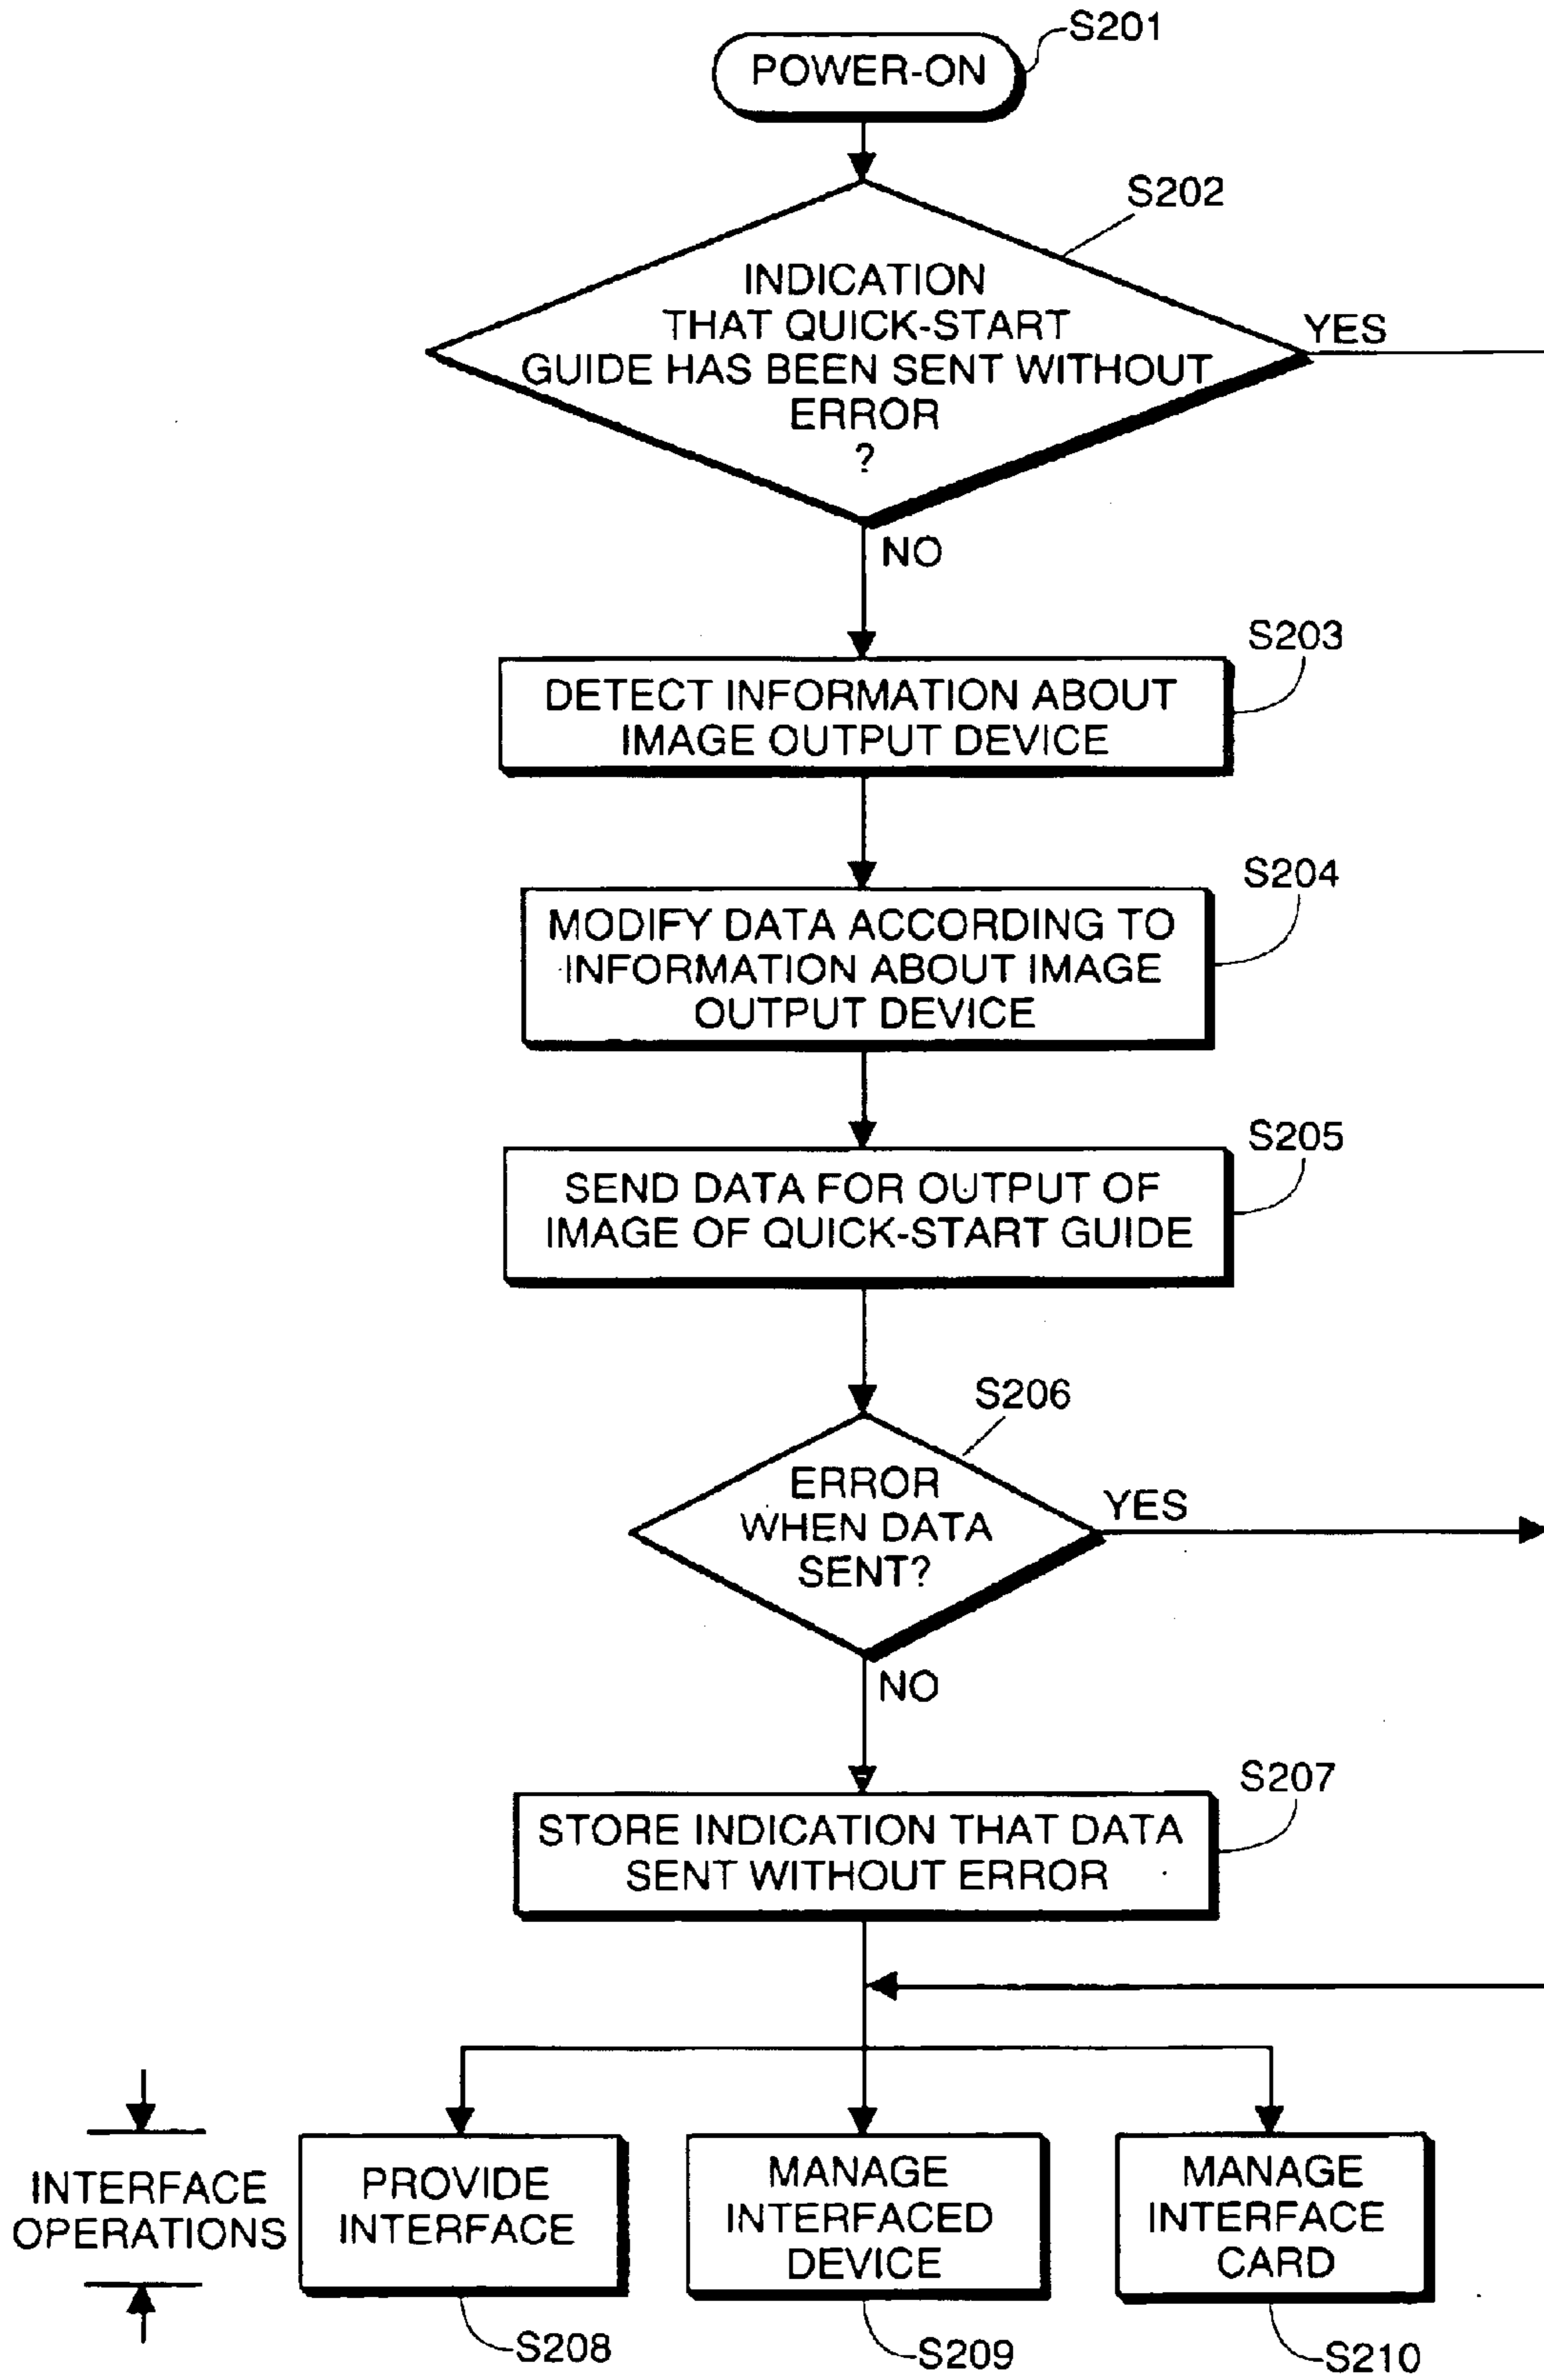 S201
POWER-ON
S202
INDICATION
THAT QUICK-START
GUIDE HAS BEEN SENT WITHOUT
ERROR
?
YES
NO
S203
DETECT INFORMATION ABOUT
IMAGE OUTPUT DEVICE
S204
MODIFY DATA ACCORDING TO
INFORMATION ABOUT IMAGE
OUTPUT DEVICE
S205
SEND DATA FOR OUTPUT OF
IMAGE OF QUICK-START GUIDE
S206
ERROR
WHEN DATA
SENT?
YES
NO
S207
STORE INDICATION THAT DATA
SENT WITHOUT ERROR
INTERFACE
OPERATIONS
PROVIDE
INTERFACE
MANAGE
INTERFACED
DEVICE
MANAGE
INTERFACE
CARD
S208
S209
S210